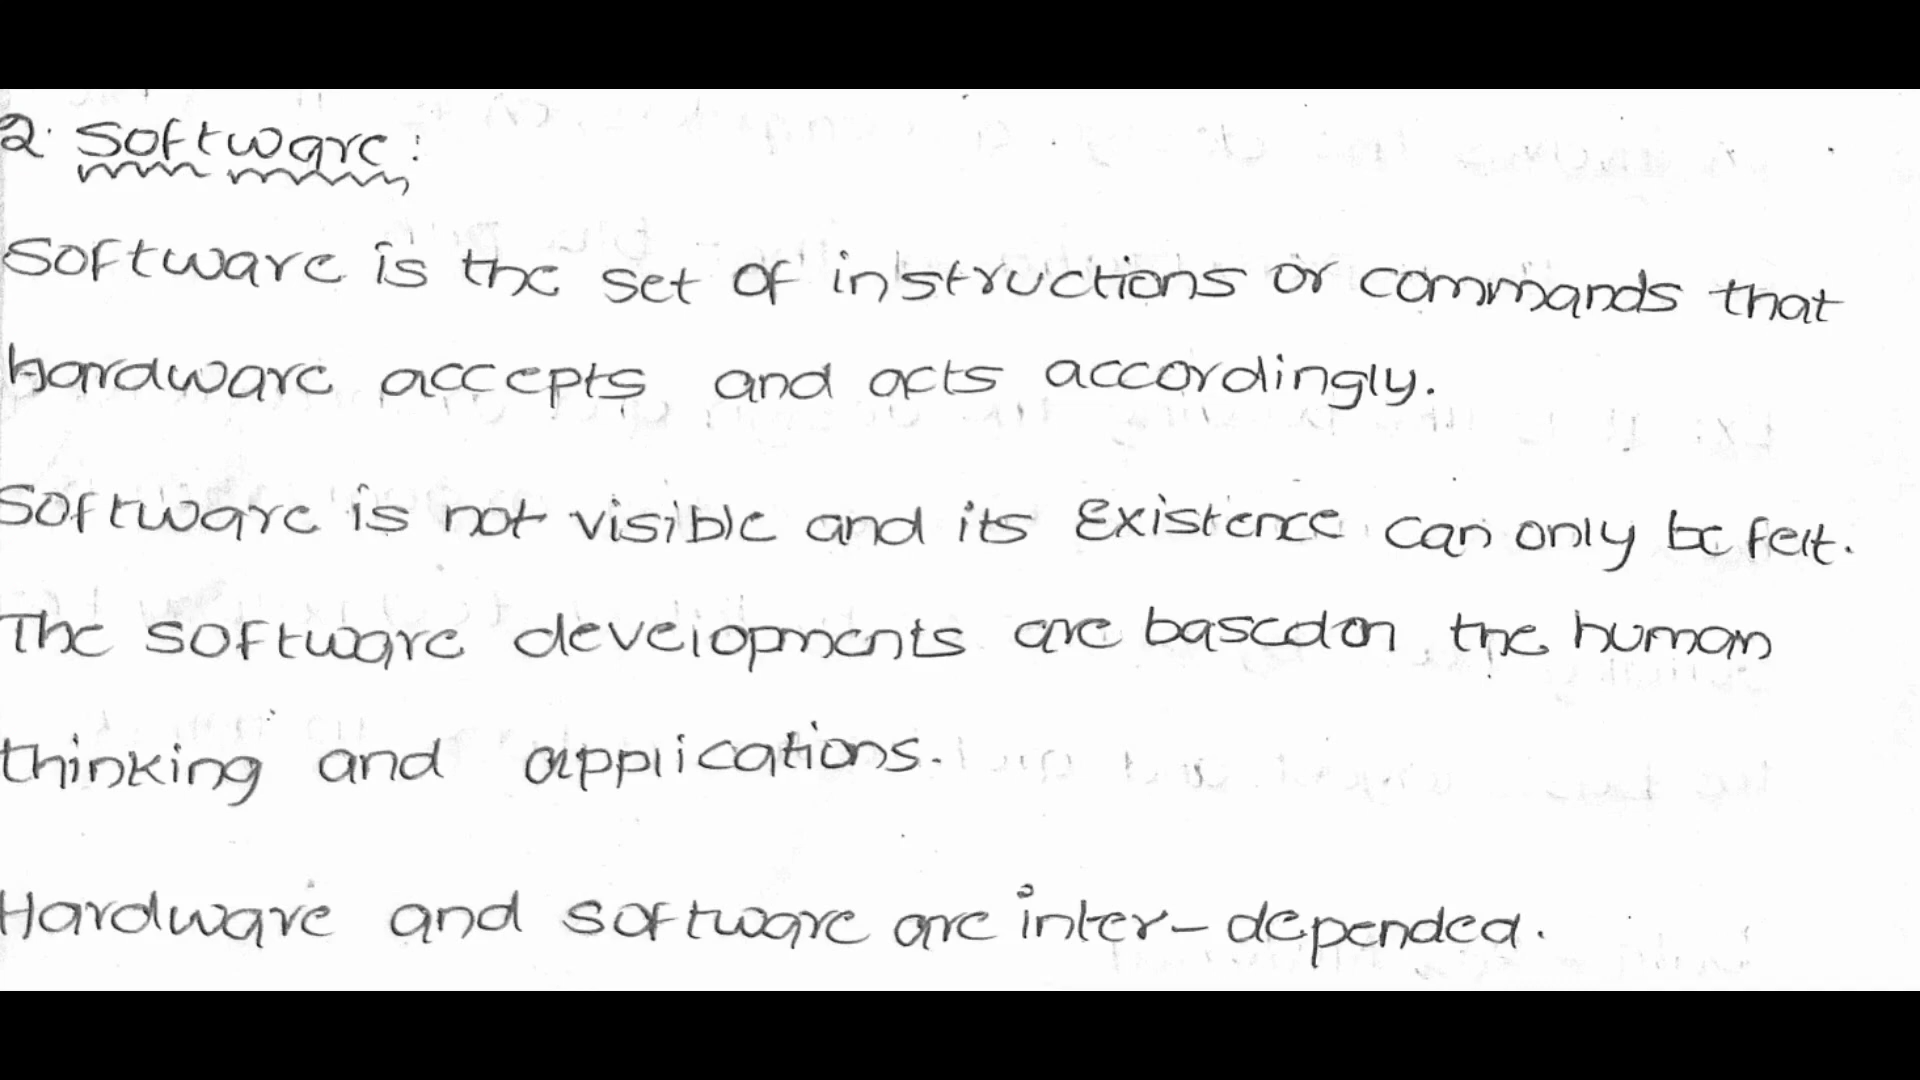 2. Software:
Software is the set of instructions or commands that
Hardware accepts and acts accordingly.
Software is not visible and its Existence can only be felt.
The software developments are basedon the human
thinking and applications.
Hardware and software are inter-depended.